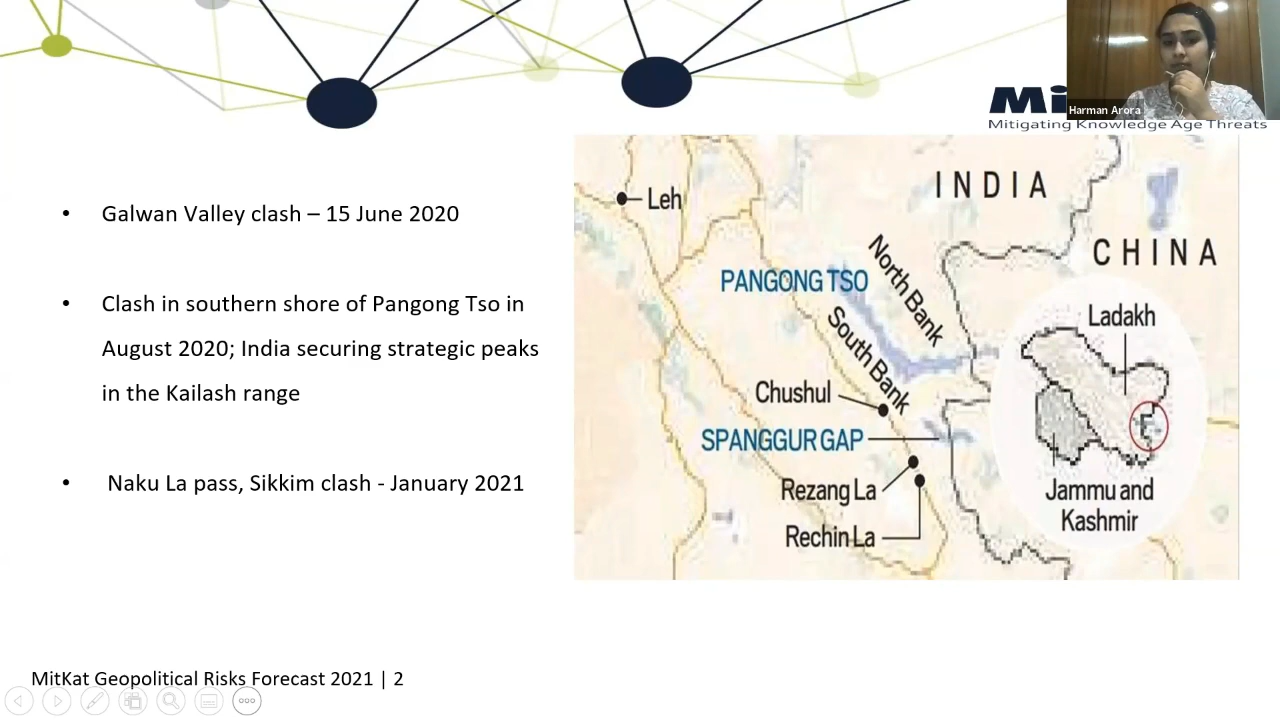 Mi
Mitigating Knowledge Age Threats
Harman Arora
• Galwan Valley clash – 15 June 2020
• Clash in southern shore of Pangong Tso in
August 2020; India securing strategic peaks
in the Kailash range
• Naku La pass, Sikkim clash - January 2021
Leh
INDIA
CHINA
PANGONG TSO
North Bank
South Bank
Ladakh
Chushul
SPANGGUR GAP
Rezang La
Rechin La
Jammu and
Kashmir
MitKat Geopolitical Risks Forecast 2021 | 2